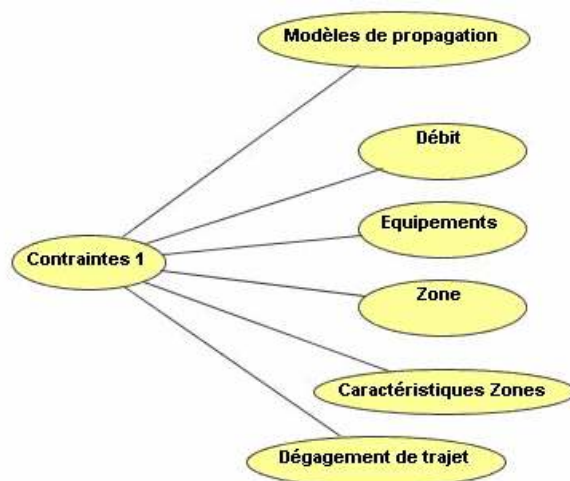 Modèles de propagation
Débit
Equipements
Contraintes 1
Zone
Caractéristiques Zones
Dégagement de trajet